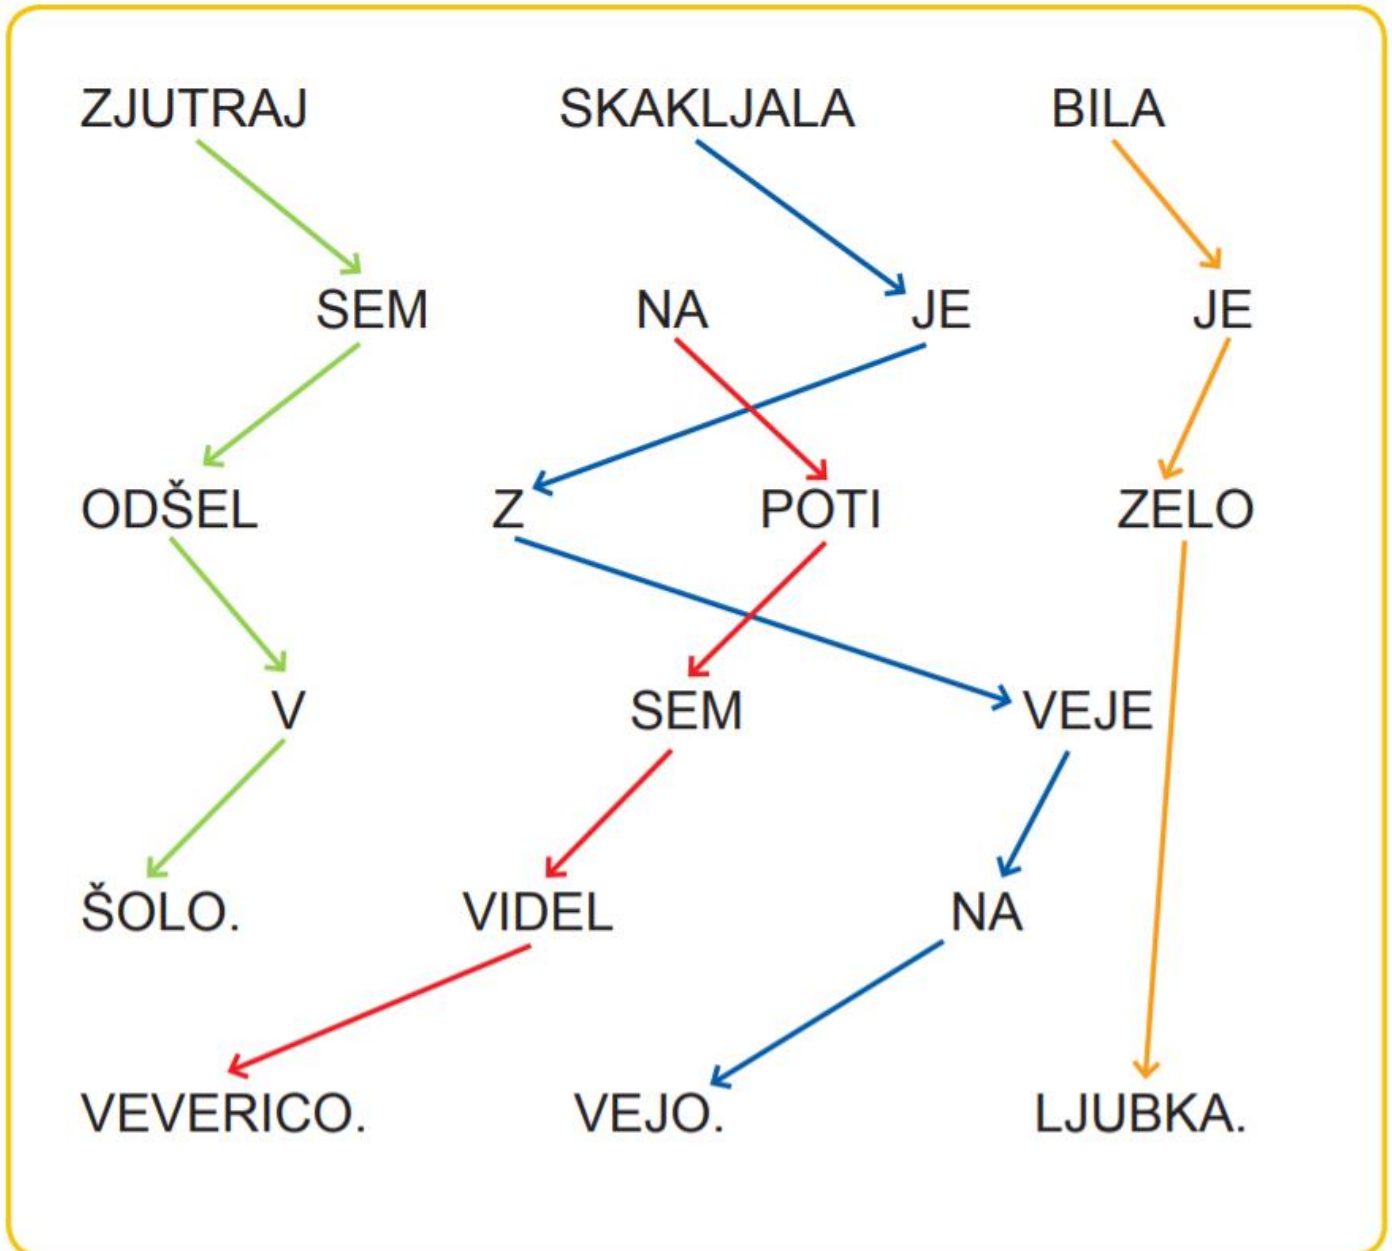 ZJUTRAJ SKAKLJALA BILA
SEM NA JE JE
ODŠEL Z POTI ZELO
V SEM VEJE
ŠOLO. VIDEL NA
VEVERICO. VEJO. LJUBKA.